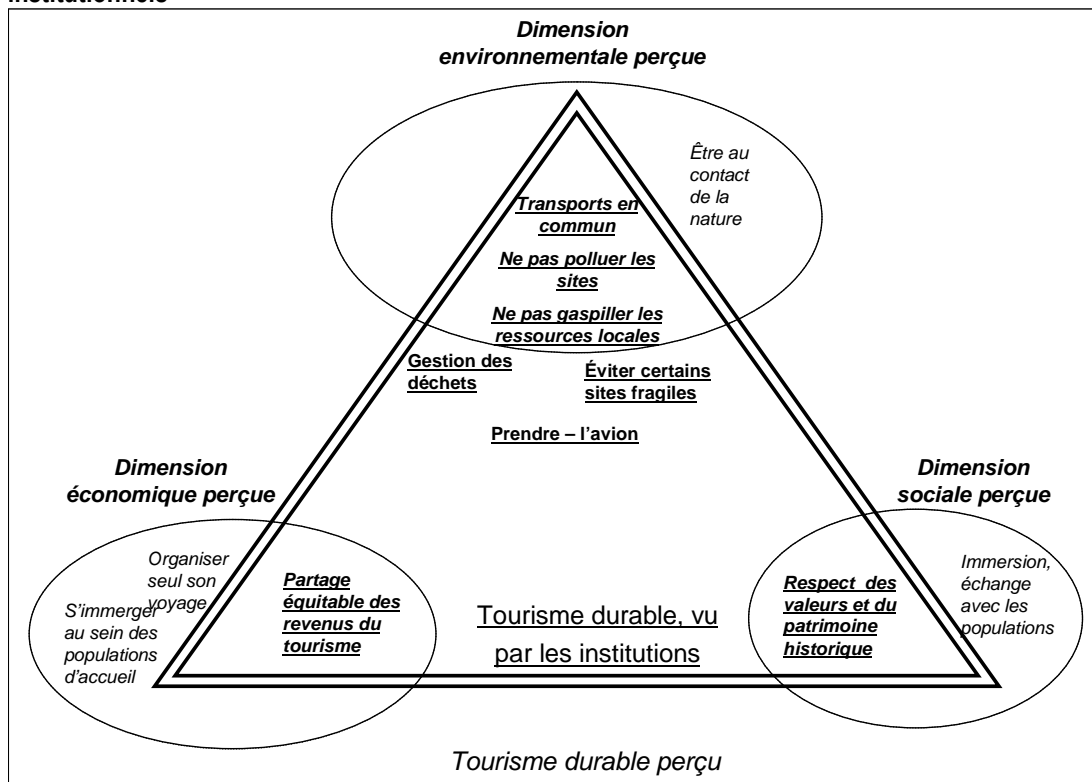 institutionnels
Dimension
environnementale perçue
Être au
contact
de la
nature
Transports en
commun
Ne pas polluer les
sites
Ne pas gaspiller les
ressources locales
Gestion des
déchets
Éviter certains
sites fragiles
Prendre – l’avion
Dimension
économique perçue
Dimension
sociale perçue
Organiser
seul son
voyage
S’immerger
au sein des
populations
d’accueil
Partage
équitable des
revenus du
tourisme
Tourisme durable, vu
par les institutions
Respect des
valeurs et du
patrimoine
historique
Immersion,
échange
avec les
populations
Tourisme durable perçu